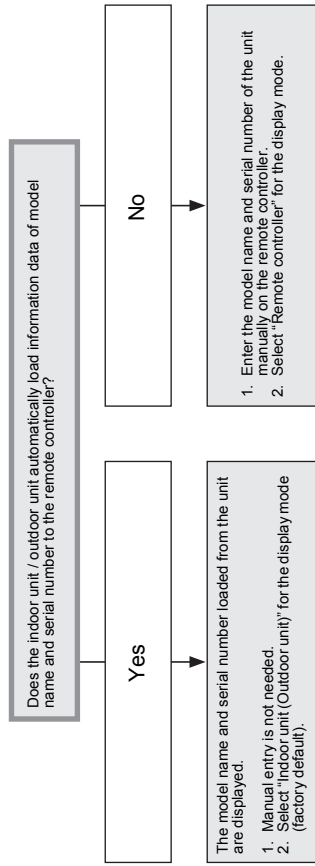 Does the indoor unit / outdoor unit automatically load information data of model
name and serial number to the remote controller?
Yes
The model name and serial number loaded from the unit
are displayed.
1. Manual entry is not needed.
2. Select “Indoor unit (Outdoor unit)” for the display mode
(factory default).
No
1. Enter the model name and serial number of the unit
manually on the remote controller.
2. Select “Remote controller” for the display mode.